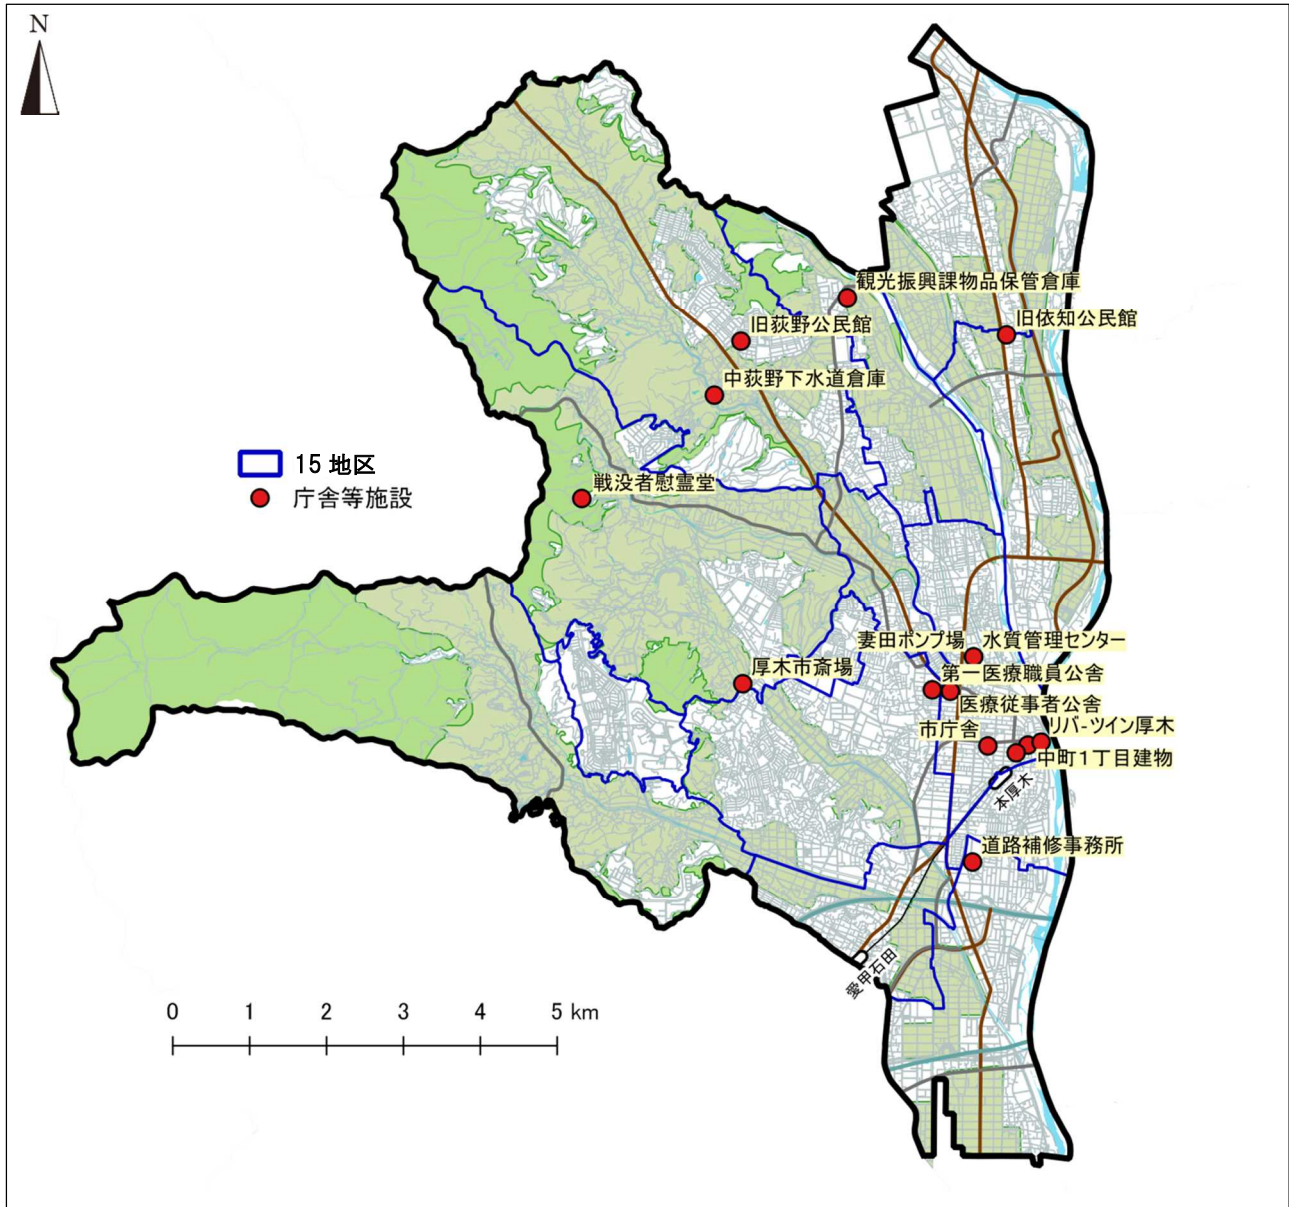 N
観光振興課物品保管倉庫
旧依知公民館
旧荻野公民館
中荻野下水道倉庫
15 地区
庁舎等施設
戦没者慰霊堂
妻田ポンプ場
水質管理センター
厚木市斎場
第一医療職員公舎
医療従事者公舎
市庁舎
リバーツイン厚木
中町1丁目建物
本厚木
道路補修事務所
愛甲石田
0 1 2 3 4 5 km